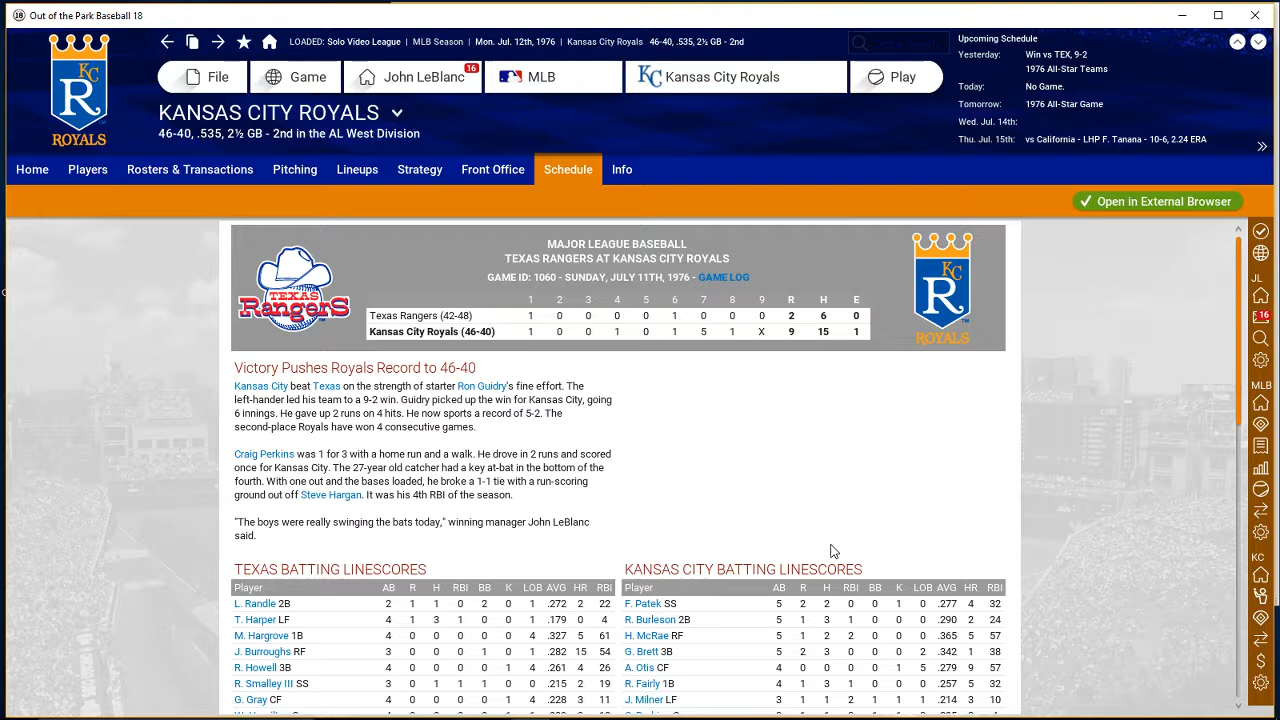 18 Out of the Park Baseball 18
LOADED: Solo Video League | MLB Season | Mon. Jul. 12th, 1976 | Kansas City Royals 46-40, .535, 2½ GB - 2nd
Upcoming Schedule
Yesterday: Win vs TEX, 9-2
1976 All-Star Teams
Today: No Game.
Tomorrow: 1976 All-Star Game
Wed. Jul. 14th:
Thu. Jul. 15th: vs California - LHP F. Tanana - 10-6, 2.24 ERA
File Game John LeBlanc 16 MLB KC Kansas City Royals Play
KC R ROYALS
KANSAS CITY ROYALS
46-40, .535, 2½ GB - 2nd in the AL West Division
Home Players Rosters & Transactions Pitching Lineups Strategy Front Office Schedule Info
Open in External Browser
TEXAS Rangers
MAJOR LEAGUE BASEBALL
TEXAS RANGERS AT KANSAS CITY ROYALS
GAME ID: 1060 - SUNDAY, JULY 11TH, 1976 - GAME LOG
1 2 3 4 5 6 7 8 9 R H E
Texas Rangers (42-48) 1 0 0 0 0 1 0 0 0 2 6 0
Kansas City Royals (46-40) 1 0 0 1 0 1 5 1 X 9 15 1
KC R ROYALS
Victory Pushes Royals Record to 46-40
Kansas City beat Texas on the strength of starter Ron Guidry's fine effort. The
left-hander led his team to a 9-2 win. Guidry picked up the win for Kansas City, going
6 innings. He gave up 2 runs on 4 hits. He now sports a record of 5-2. The
second-place Royals have won 4 consecutive games.
Craig Perkins was 1 for 3 with a home run and a walk. He drove in 2 runs and scored
once for Kansas City. The 27-year old catcher had a key at-bat in the bottom of the
fourth. With one out and the bases loaded, he broke a 1-1 tie with a run-scoring
ground out off Steve Hargan. It was his 4th RBI of the season.
"The boys were really swinging the bats today," winning manager John LeBlanc
said.
TEXAS BATTING LINESCORES
Player AB R H RBI BB K LOB AVG HR RBI
L. Randle 2B 2 1 1 0 2 0 1 .272 2 22
T. Harper LF 4 1 3 1 0 0 1 .179 0 4
M. Hargrove 1B 4 0 0 0 0 0 4 .327 5 61
J. Burroughs RF 3 0 0 0 1 0 1 .282 15 54
R. Howell 3B 4 0 0 0 0 1 4 .261 4 26
R. Smalley III SS 3 0 1 1 1 0 0 .215 2 19
G. Gray CF 4 0 0 0 0 1 4 .228 3 11
KANSAS CITY BATTING LINESCORES
Player AB R H RBI BB K LOB AVG HR RBI
F. Patek SS 5 2 2 0 0 1 0 .277 4 32
R. Burleson 2B 5 1 3 1 0 0 0 .290 2 24
H. McRae RF 5 1 2 2 0 0 1 .365 5 57
G. Brett 3B 5 2 0 0 0 0 2 .342 1 38
A. Otis CF 4 0 0 0 0 1 5 .279 9 57
R. Fairly 1B 4 1 3 1 0 0 1 .257 5 32
J. Milner LF 3 1 1 2 1 1 1 .214 3 10
JL
16
MLB
KC